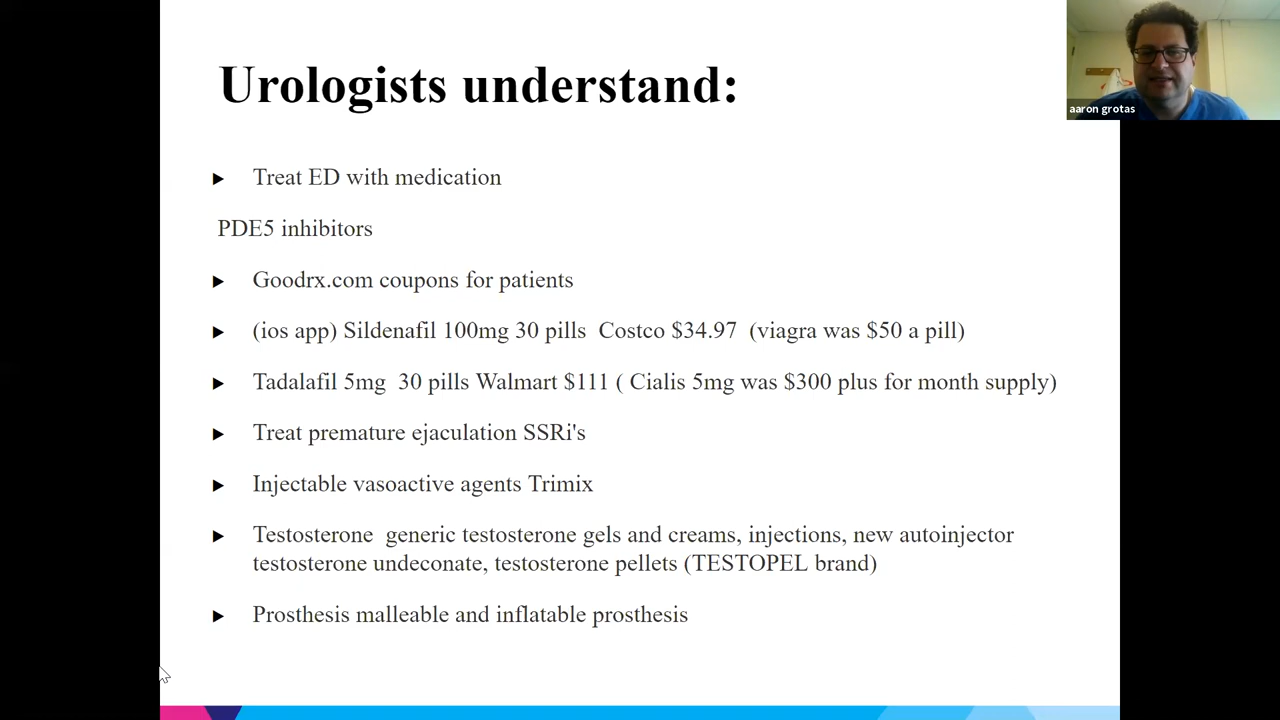 Urologists understand:
aaron grotas
Treat ED with medication
PDE5 inhibitors
Goodrx.com coupons for patients
(ios app) Sildenafil 100mg 30 pills  Costco $34.97  (viagra was $50 a pill)
Tadalafil 5mg  30 pills Walmart $111 ( Cialis 5mg was $300 plus for month supply)
Treat premature ejaculation SSRi's
Injectable vasoactive agents Trimix
Testosterone  generic testosterone gels and creams, injections, new autoinjector
testosterone undeconate, testosterone pellets (TESTOPEL brand)
Prosthesis malleable and inflatable prosthesis